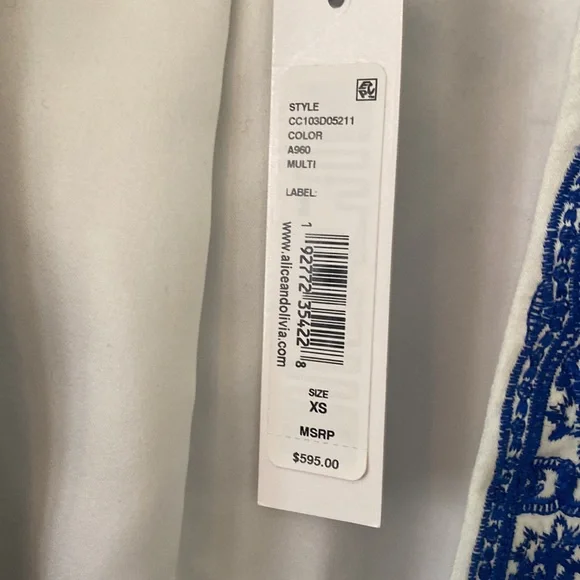 STYLE
CC103D05211
COLOR
A960
MULTI
LABEL:
1 92772 35422 8
www.aliceandolivia.com
SIZE
XS
MSRP
$595.00